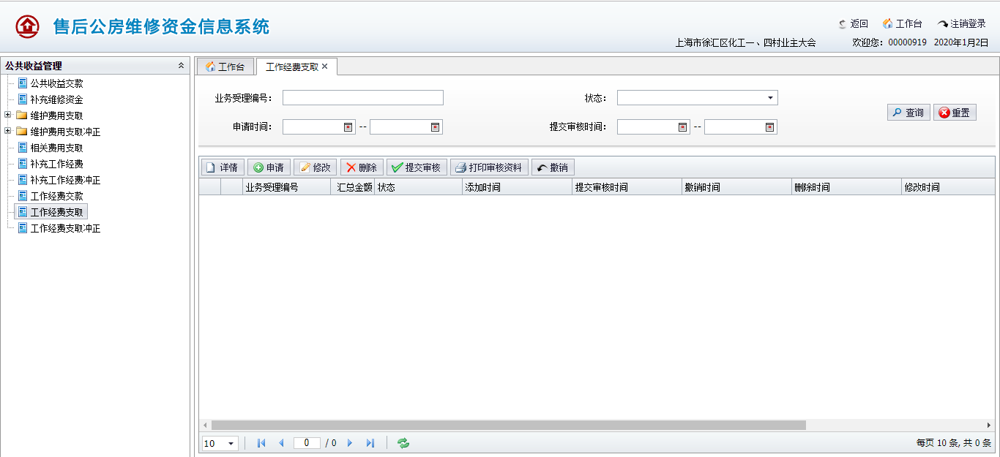 售后公房维修资金信息系统
返回 工作台 注销登录
上海市徐汇区化工一、四村业主大会 欢迎您：00000919 2020年1月2日
公共收益管理
公共收益交款
补充维修资金
维护费用支取
维护费用支取冲正
相关费用支取
补充工作经费
补充工作经费冲正
工作经费交款
工作经费支取
工作经费支取冲正
工作台 工作经费支取 ×
业务受理编号： 状态：
申请时间： -- 提交审核时间： --
查询 重置
详情 申请 修改 删除 提交审核 打印审核资料 撤销
业务受理编号 汇总金额 状态 添加时间 提交审核时间 撤销时间 删除时间 修改时间
10 0 / 0 每页 10 条, 共 0 条